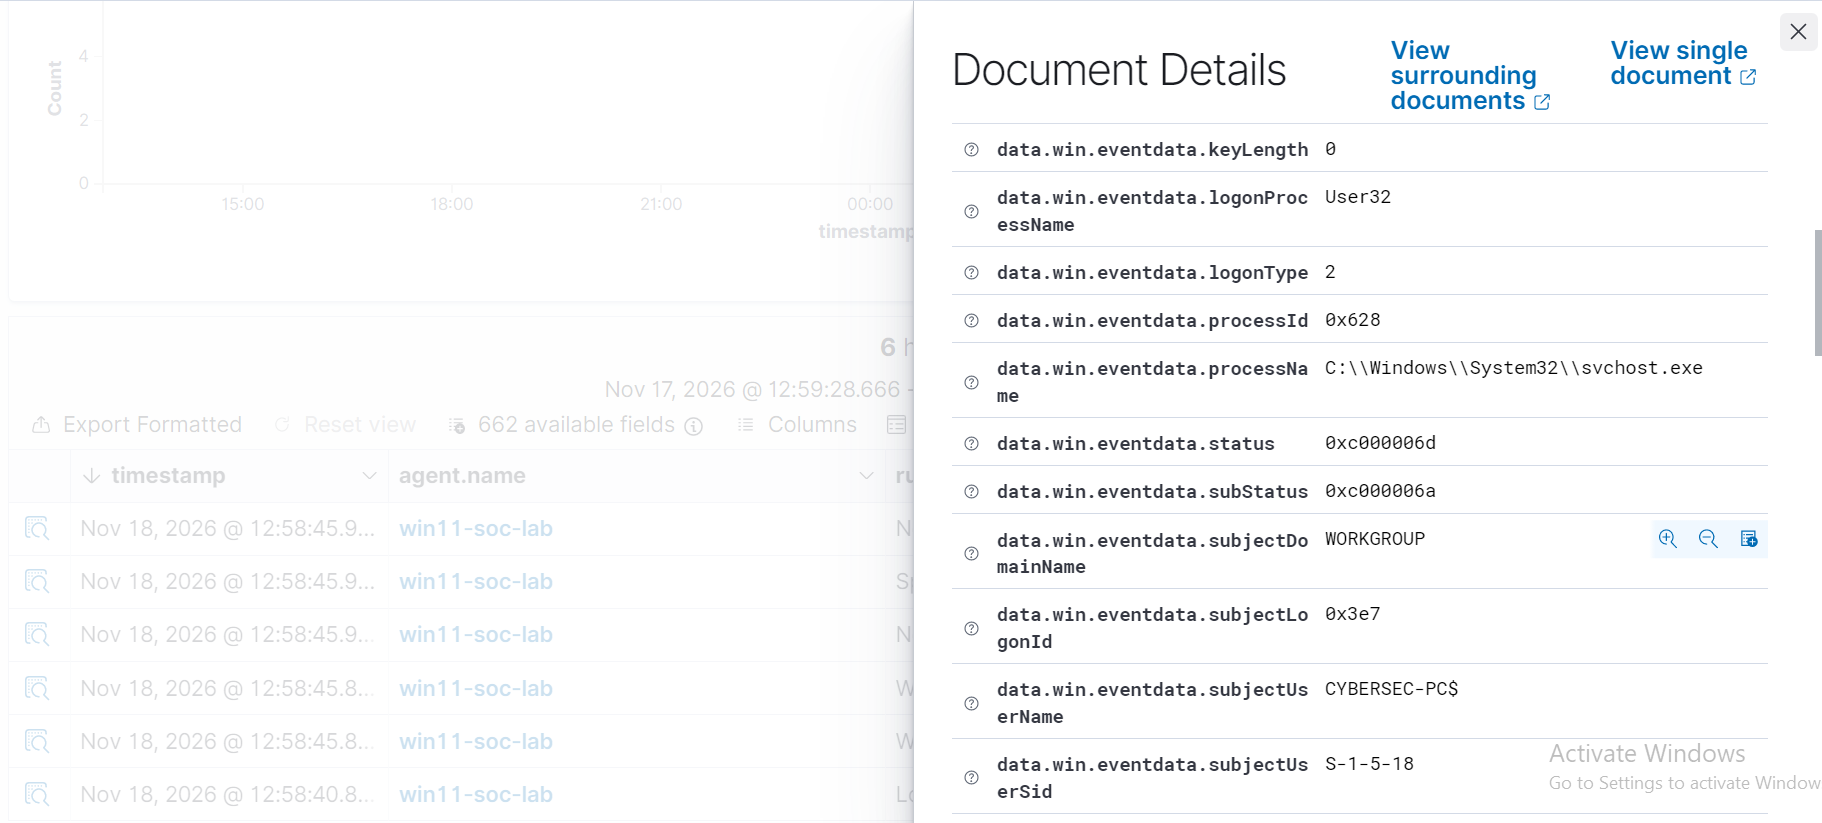 Count
4
2
0
15:00
18:00
21:00
00:00
timestamp
6
Nov 17, 2026 @ 12:59:28.666 -
Export Formatted
Reset view
662 available fields
Columns
timestamp
agent.name
Nov 18, 2026 @ 12:58:45.9...
win11-soc-lab
Nov 18, 2026 @ 12:58:45.9...
win11-soc-lab
Nov 18, 2026 @ 12:58:45.9...
win11-soc-lab
Nov 18, 2026 @ 12:58:45.8...
win11-soc-lab
Nov 18, 2026 @ 12:58:45.8...
win11-soc-lab
Nov 18, 2026 @ 12:58:40.8...
win11-soc-lab
Document Details
View
surrounding
documents
View single
document
data.win.eventdata.keyLength 0
data.win.eventdata.logonProc
essName
User32
data.win.eventdata.logonType 2
data.win.eventdata.processId 0x628
data.win.eventdata.processNa
me
C:\\Windows\\System32\\svchost.exe
data.win.eventdata.status 0xc000006d
data.win.eventdata.subStatus 0xc000006a
data.win.eventdata.subjectDo
mainName
WORKGROUP
data.win.eventdata.subjectLo
gonId
0x3e7
data.win.eventdata.subjectUs
erName
CYBERSEC-PC$
data.win.eventdata.subjectUs
erSid
S-1-5-18
Activate Windows
Go to Settings to activate Window